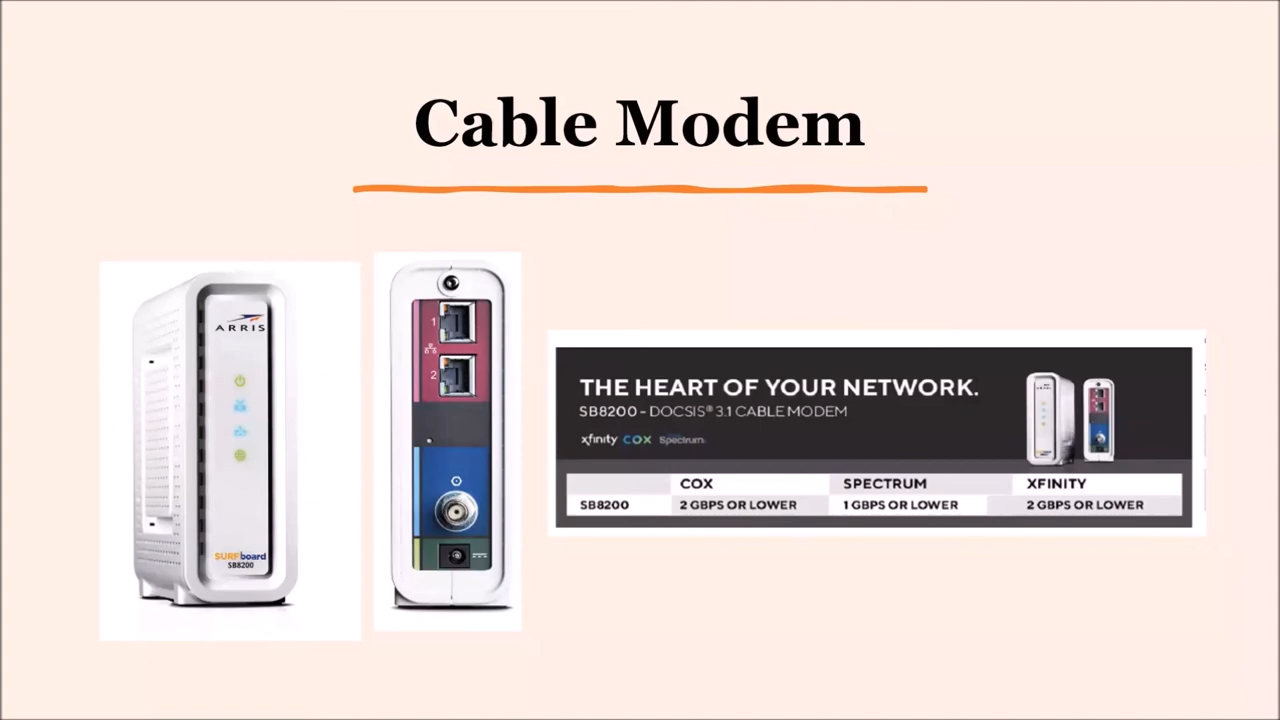 Cable Modem
ARRIS
SURFboard
SB8200
1
2
THE HEART OF YOUR NETWORK.
SB8200 - DOCSIS® 3.1 CABLE MODEM
xfinity COX Spectrum
COX SPECTRUM XFINITY
SB8200 2 GBPS OR LOWER 1 GBPS OR LOWER 2 GBPS OR LOWER